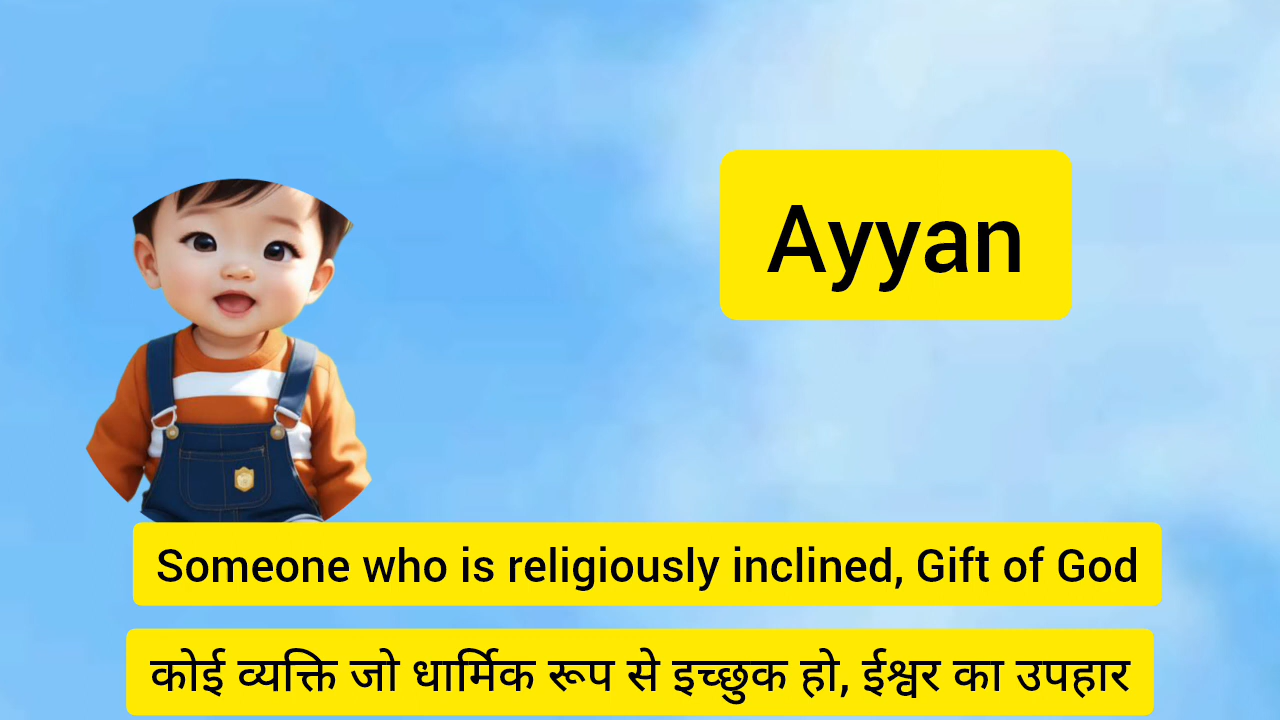 Ayyan
Someone who is religiously inclined, Gift of God
कोई व्यक्ति जो धार्मिक रूप से इच्छुक हो, ईश्वर का उपहार